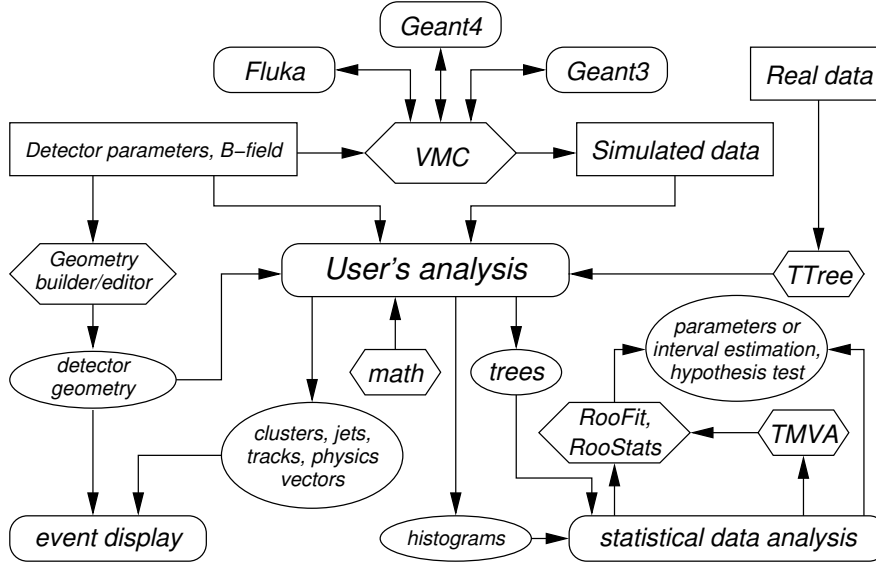 Geant4
Fluka
Geant3
Real data
Detector parameters, B−field
VMC
Simulated data
Geometry
builder/editor
User's analysis
TTree
detector
geometry
math
trees
parameters or
interval estimation,
hypothesis test
clusters, jets,
tracks, physics
vectors
RooFit,
RooStats
TMVA
event display
histograms
statistical data analysis